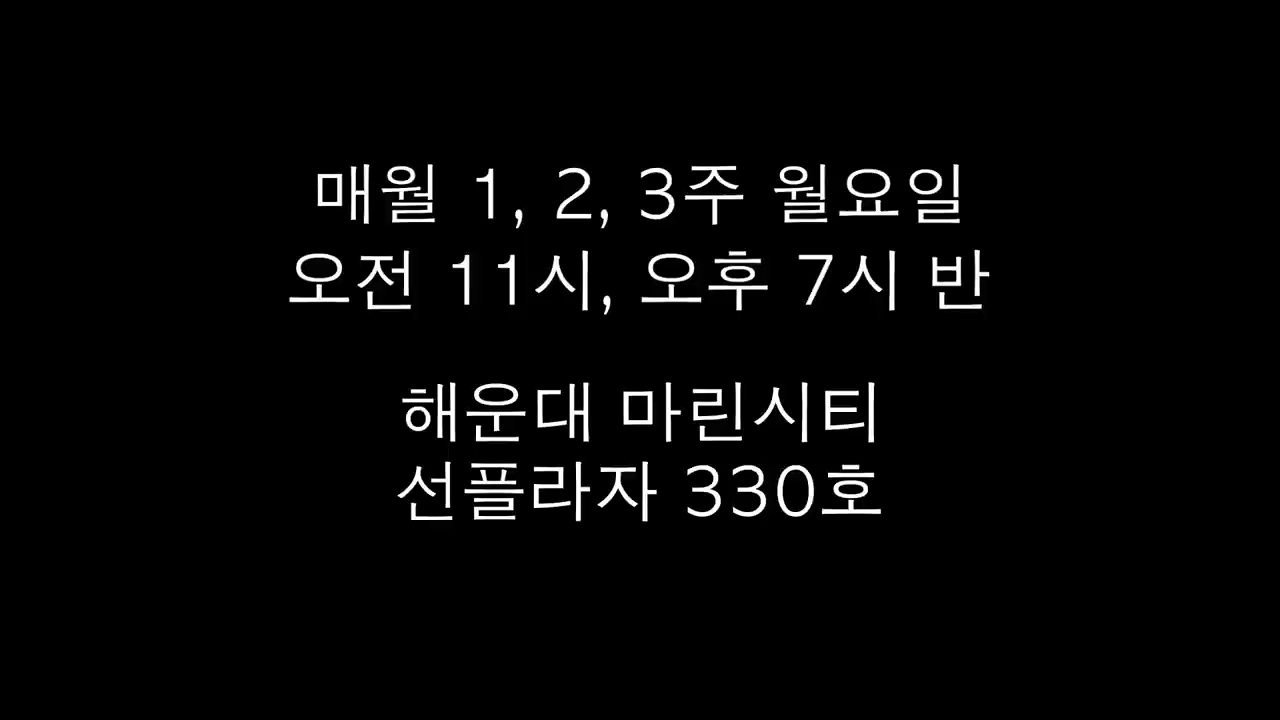 매월 1, 2, 3주 월요일
오전 11시, 오후 7시 반
해운대 마린시티
선플라자 330호